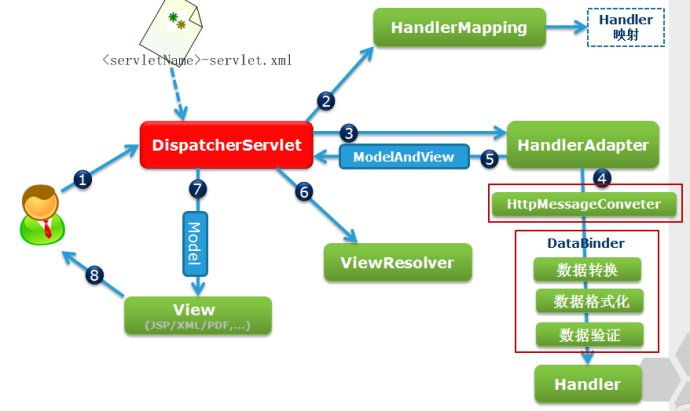 <servletName>-servlet.xml
HandlerMapping
Handler
映射
2
DispatcherServlet
3
ModelAndView
5
HandlerAdapter
1
7
6
4
HttpMessageConveter
Model
DataBinder
ViewResolver
数据转换
8
View
(JSP/XML/PDF,...)
数据格式化
数据验证
Handler